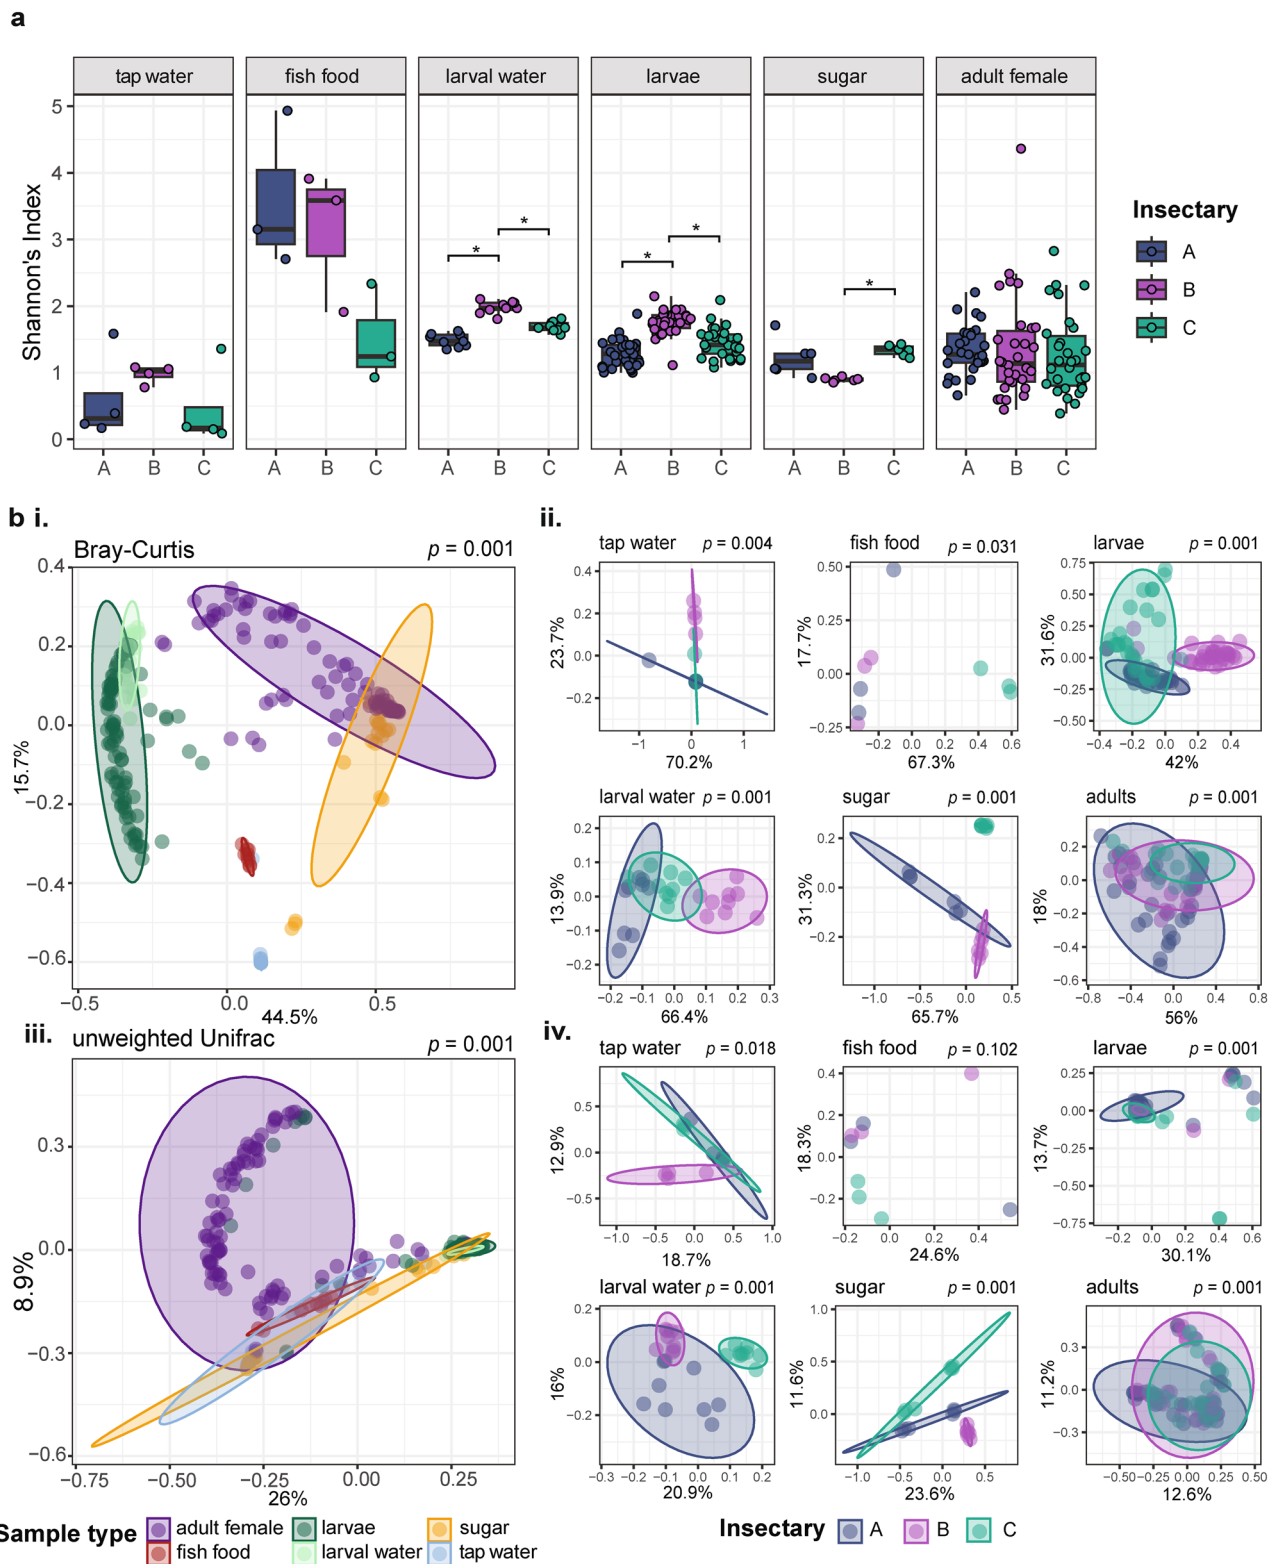 a
tap water
fish food
larval water
larvae
sugar
adult female
Shannon's Index
5
4
3
2
1
0
* * * * *
A B C A B C A B C A B C A B C A B C
Insectary
A
B
C
b i.
Bray-Curtis
p = 0.001
0.4
0.2
0.0
−0.2
−0.4
−0.6
15.7%
−0.5 0.0 0.5
44.5%
ii.
tap water p = 0.004
0.4
0.2
0.0
−0.2
23.7%
−1 0 1
70.2%
fish food p = 0.031
0.50
0.25
0.00
−0.25
17.7%
−0.2 0.0 0.2 0.4 0.6
67.3%
larvae p = 0.001
0.75
0.50
0.25
0.00
−0.25
−0.50
31.6%
−0.4 −0.2 0.0 0.2 0.4
42%
larval water p = 0.001
0.2
0.1
0.0
−0.1
−0.2
13.9%
−0.2 −0.1 0.0 0.1 0.2 0.3
66.4%
sugar p = 0.001
0.2
0.0
−0.2
31.3%
−1.0 −0.5 0.0 0.5
65.7%
adults p = 0.001
0.2
0.0
−0.2
−0.4
−0.6
18%
−0.8 −0.4 0.0 0.4 0.8
56%
iii.
unweighted Unifrac
p = 0.001
0.3
0.0
−0.3
−0.6
8.9%
−0.75 −0.50 −0.25 0.00 0.25
26%
iv.
tap water p = 0.018
0.5
0.0
−0.5
12.9%
−1.0 −0.5 0.0 0.5 1.0
18.7%
fish food p = 0.102
0.4
0.2
0.0
−0.2
18.3%
−0.2 0.0 0.2 0.4
24.6%
larvae p = 0.001
0.25
0.00
−0.25
−0.50
−0.75
13.7%
−0.2 0.0 0.2 0.4 0.6
30.1%
larval water p = 0.001
0.2
0.0
−0.2
16%
−0.3 −0.2 −0.1 0.0 0.1 0.2
20.9%
sugar p = 0.001
1.0
0.5
0.0
11.6%
−1.0 −0.5 0.0 0.5
23.6%
adults p = 0.001
0.3
0.0
−0.3
11.2%
−0.50 −0.25 0.00 0.25 0.50
12.6%
Sample type
adult female larvae sugar
fish food larval water tap water
Insectary A B C